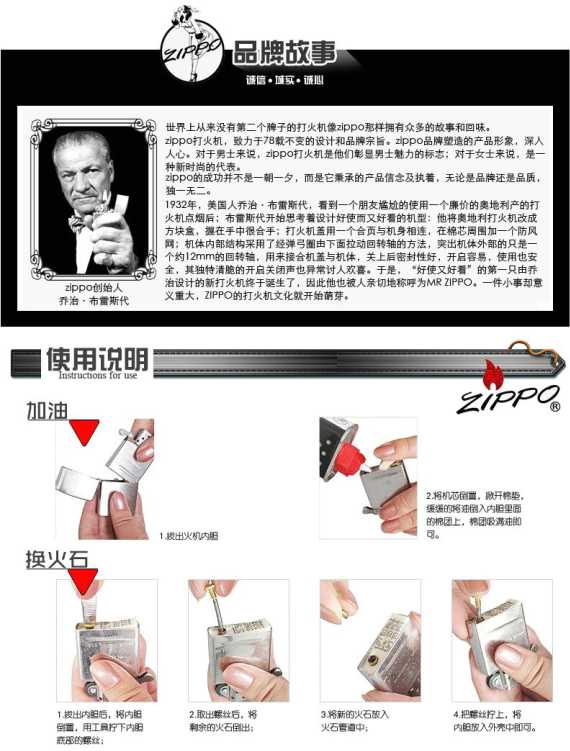 ZIPPO
品牌故事
诚信·城实·诚心
世界上从来没有第二个牌子的打火机像zippo那样拥有众多的故事和回味。
zippo打火机，致力于78载不变的设计和品牌宗旨。zippo品牌塑造的产品形象，深入
人心。对于男士来说，zippo打火机是他们彰显男士魅力的标志；对于女士来说，是一
种新时尚的代表。
zippo的成功并不是一朝一夕，而是它秉承的产品信念及执着，无论是品牌还是品质，
独一无二。
1932年，美国人乔治·布雷斯代，看到一个朋友尴尬的使用一个廉价的奥地利产的打
火机点烟后；布雷斯代开始思考着设计好使而又好看的机型：他将奥地利打火机改成
方块盒，握在手中很合手；打火机盖用一个合页与机身相连，在棉芯周围加一个防风
网；机体内部结构采用了经弹弓圈由下面拉动回转轴的方法，突出机体外部的只是一
个约12mm的回转轴，用来接合机盖与机体，关上后密封性好，开启容易，使用也安
全，其独特清脆的开启关闭声也异常讨人欢喜。于是，“好使又好看”的第一只由乔
治设计的新打火机终于诞生了，因此他也被人亲切地称呼为MR ZIPPO。一件小事却意
义重大，ZIPPO的打火机文化就开始萌芽。
zippo创始人
乔治·布雷斯代
使用说明
Instructions for use
ZIPPO®
加油
1.拔出火机内胆
2.将机芯倒置，掀开棉垫，
缓缓的将油倒入内胆里面
的棉团上，棉团吸满油即
可。
换火石
1.拔出内胆后，将内胆
倒置，用工具拧下内胆
底部的螺丝；
2.取出螺丝后，将
剩余的火石倒出；
3.将新的火石放入
火石管道中；
4.把螺丝拧上，将
内胆放入外壳中即可。